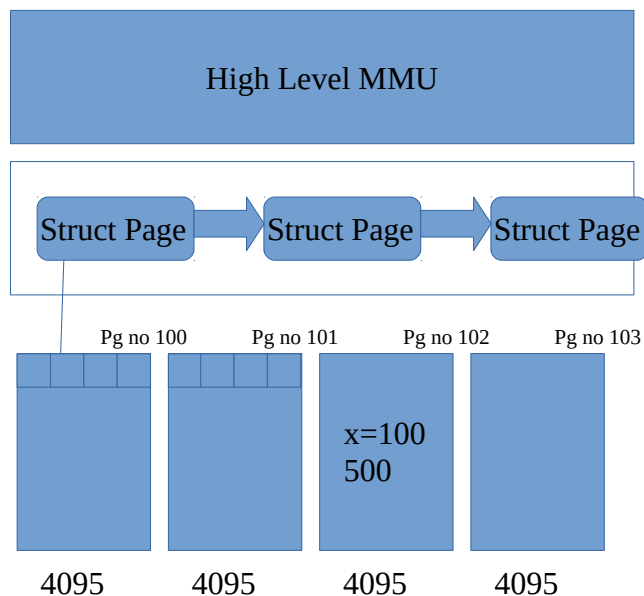 High Level MMU
Struct Page
Struct Page
Struct Page
Pg no 100
Pg no 101
Pg no 102
Pg no 103
x=100
500
4095
4095
4095
4095